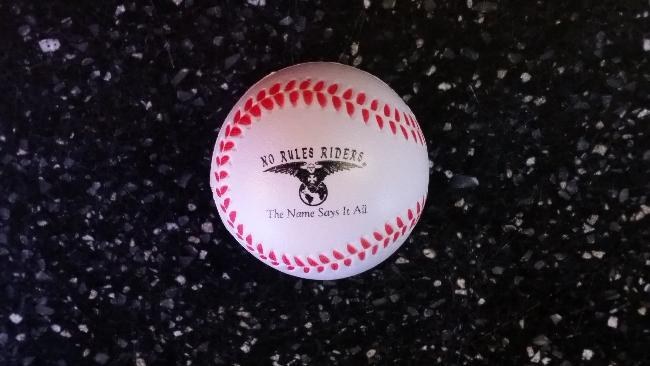 NO RULES RIDERS
The Name Says It All